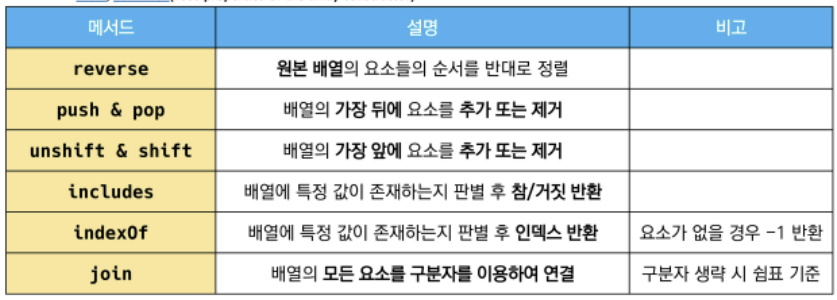 메서드 설명 비고
reverse 원본 배열의 요소들의 순서를 반대로 정렬
push & pop 배열의 가장 뒤에 요소를 추가 또는 제거
unshift & shift 배열의 가장 앞에 요소를 추가 또는 제거
includes 배열에 특정 값이 존재하는지 판별 후 참/거짓 반환
indexOf 배열에 특정 값이 존재하는지 판별 후 인덱스 반환 요소가 없을 경우 -1 반환
join 배열의 모든 요소를 구분자를 이용하여 연결 구분자 생략 시 쉼표 기준